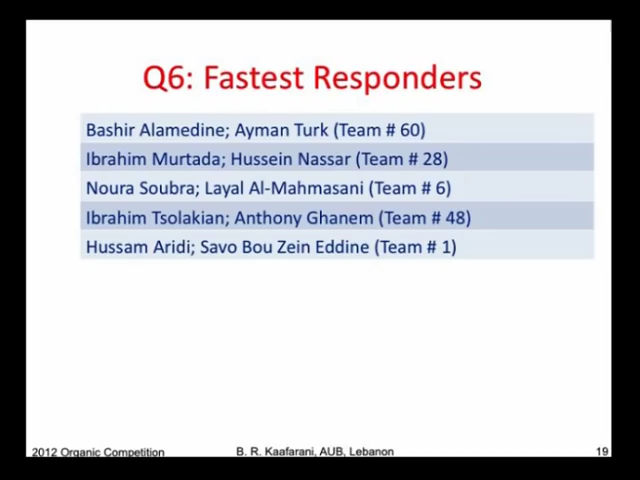 Q6: Fastest Responders
Bashir Alamedine; Ayman Turk (Team # 60)
Ibrahim Murtada; Hussein Nassar (Team # 28)
Noura Soubra; Layal Al-Mahmasani (Team # 6)
Ibrahim Tsolakian; Anthony Ghanem (Team # 48)
Hussam Aridi; Savo Bou Zein Eddine (Team # 1)
2012 Organic Competition
B. R. Kaafarani, AUB, Lebanon
19